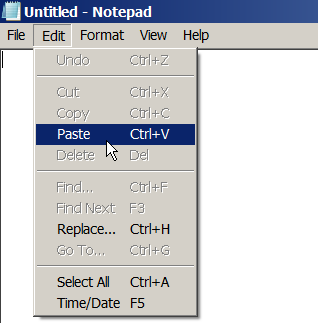 Untitled - Notepad
File Edit Format View Help
Undo Ctrl+Z
Cut Ctrl+X
Copy Ctrl+C
Paste Ctrl+V
Delete Del
Find... Ctrl+F
Find Next F3
Replace... Ctrl+H
Go To... Ctrl+G
Select All Ctrl+A
Time/Date F5